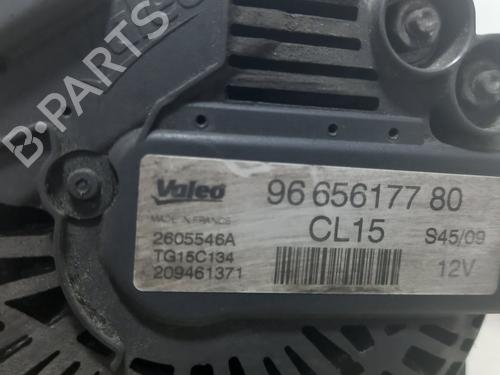 B-PARTS
Valeo
96 656177 80
MADE IN FRANCE
CL15
S45/09
2605546A
TG15C134
209461371
12V